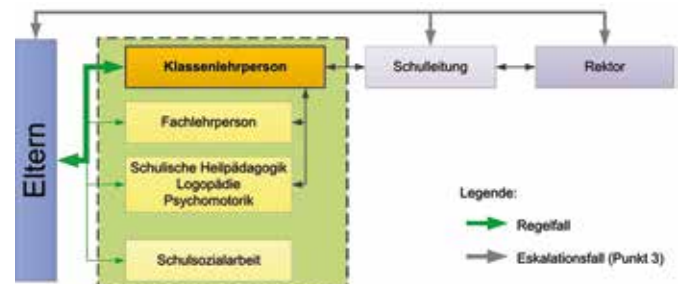 Eltern
Klassenlehrperson
Schulleitung
Rektor
Fachlehrperson
Schulische Heilpädagogik
Logopädie
Psychomotorik
Schulsozialarbeit
Legende:
Regelfall
Eskalationsfall (Punkt 3)